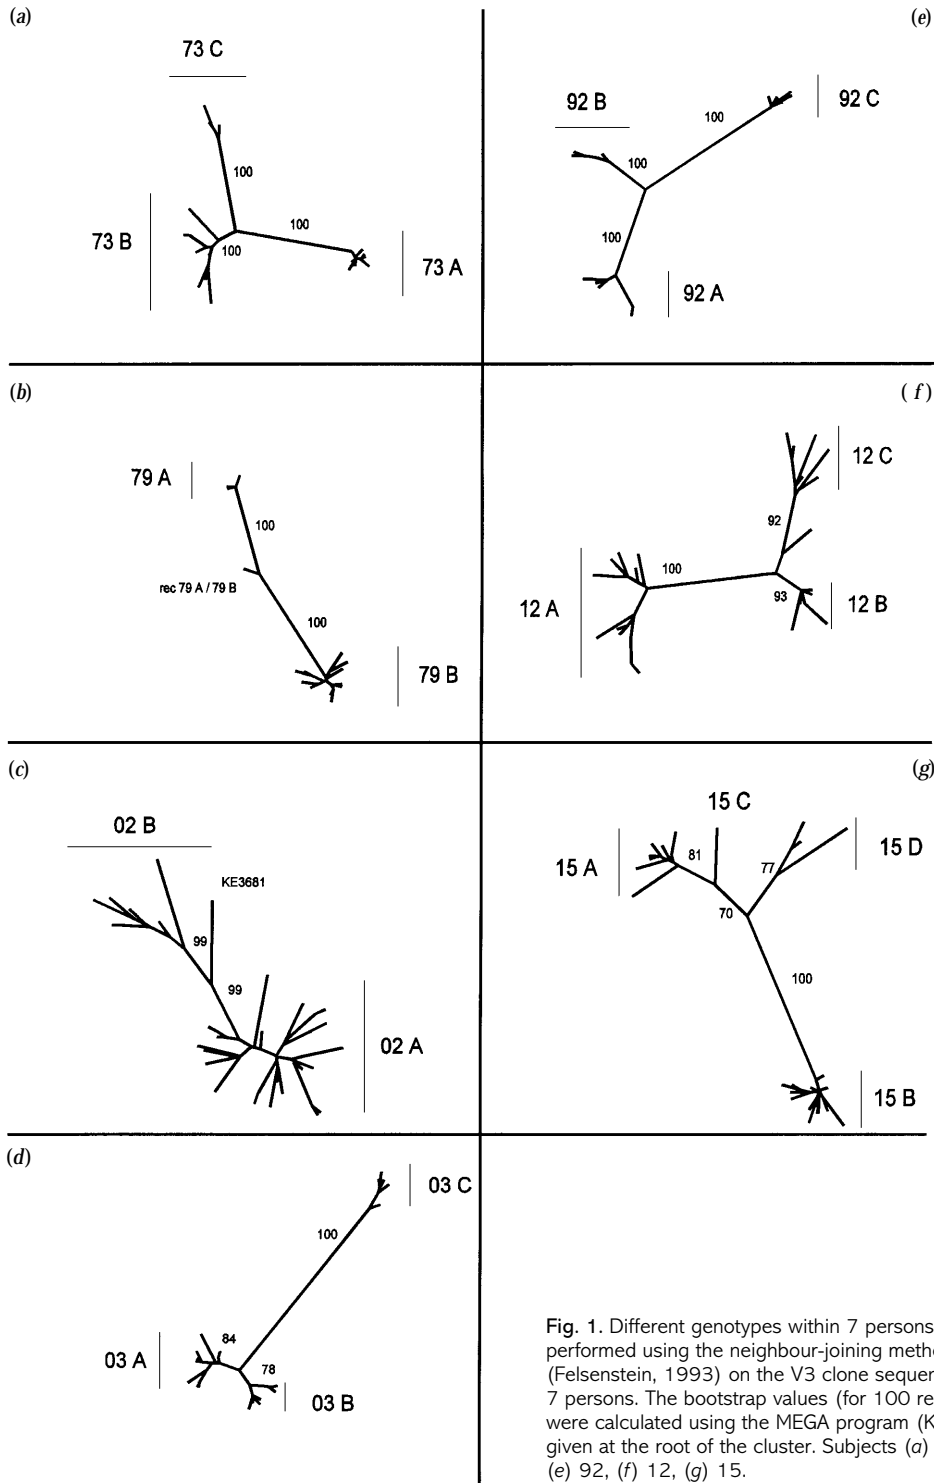 (a)
73 C
100
100
73 B
100
73 A
(e)
92 B
100
92 C
100
100
92 A
(b)
79 A
100
rec 79 A / 79 B
100
79 B
( f )
12 C
92
100
12 A
93
12 B
(c)
02 B
KE3681
99
99
02 A
(g)
15 C
15 A
81
77
15 D
70
100
15 B
(d)
03 C
100
84
03 A
78
03 B
Fig. 1. Different genotypes within 7 persons
performed using the neighbour-joining metho
(Felsenstein, 1993) on the V3 clone sequen
7 persons. The bootstrap values (for 100 re
were calculated using the MEGA program (K
given at the root of the cluster. Subjects (a)
(e) 92, (f) 12, (g) 15.